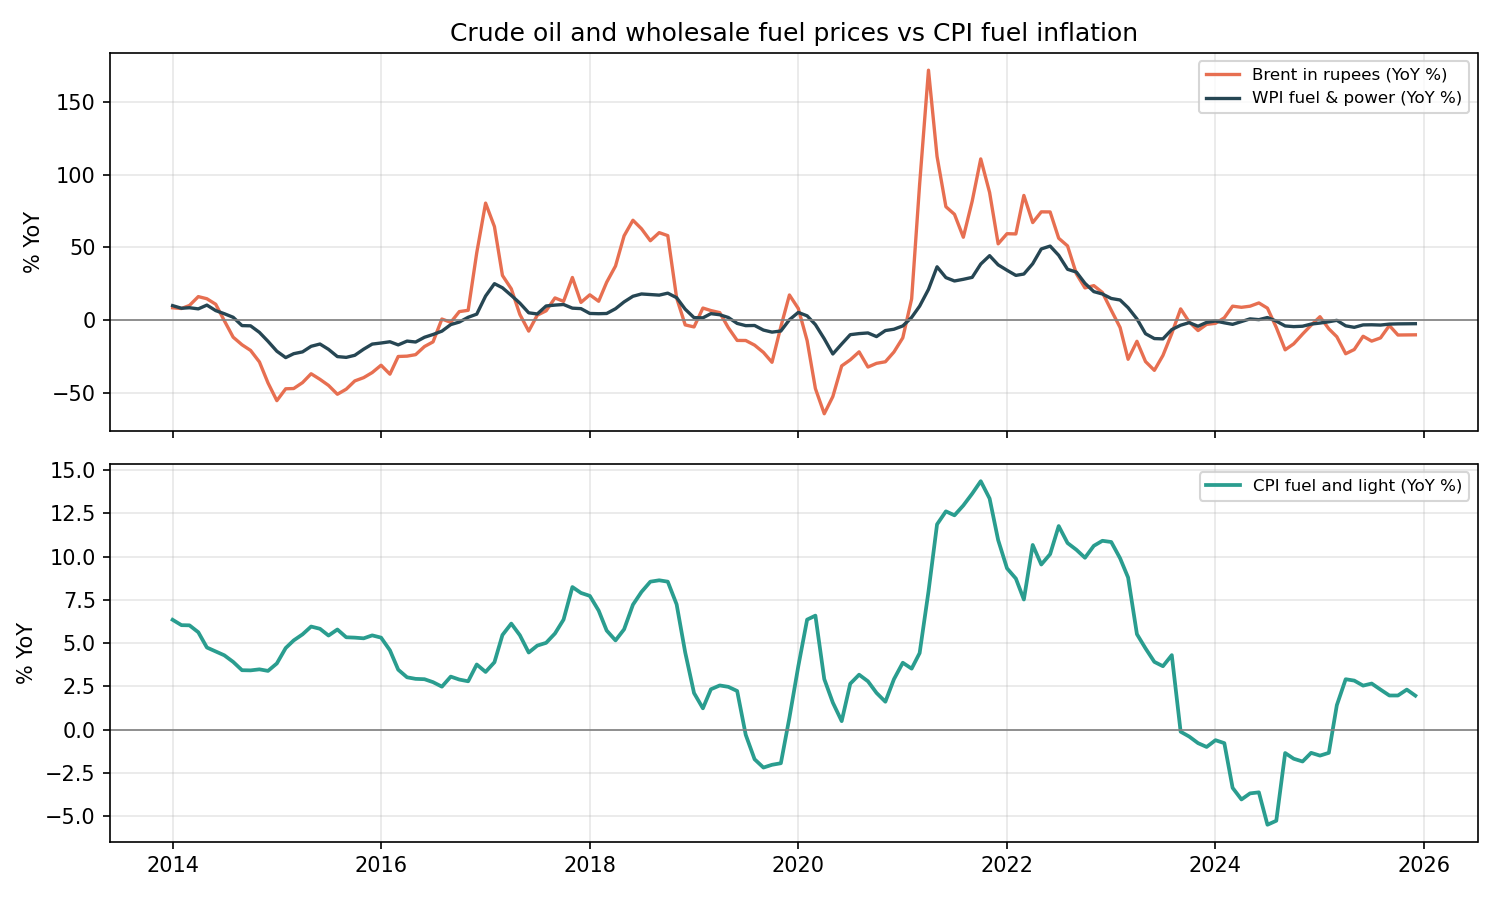 Crude oil and wholesale fuel prices vs CPI fuel inflation
Brent in rupees (YoY %)
WPI fuel & power (YoY %)
% YoY
150
100
50
0
−50
CPI fuel and light (YoY %)
% YoY
15.0
12.5
10.0
7.5
5.0
2.5
0.0
−2.5
−5.0
2014 2016 2018 2020 2022 2024 2026